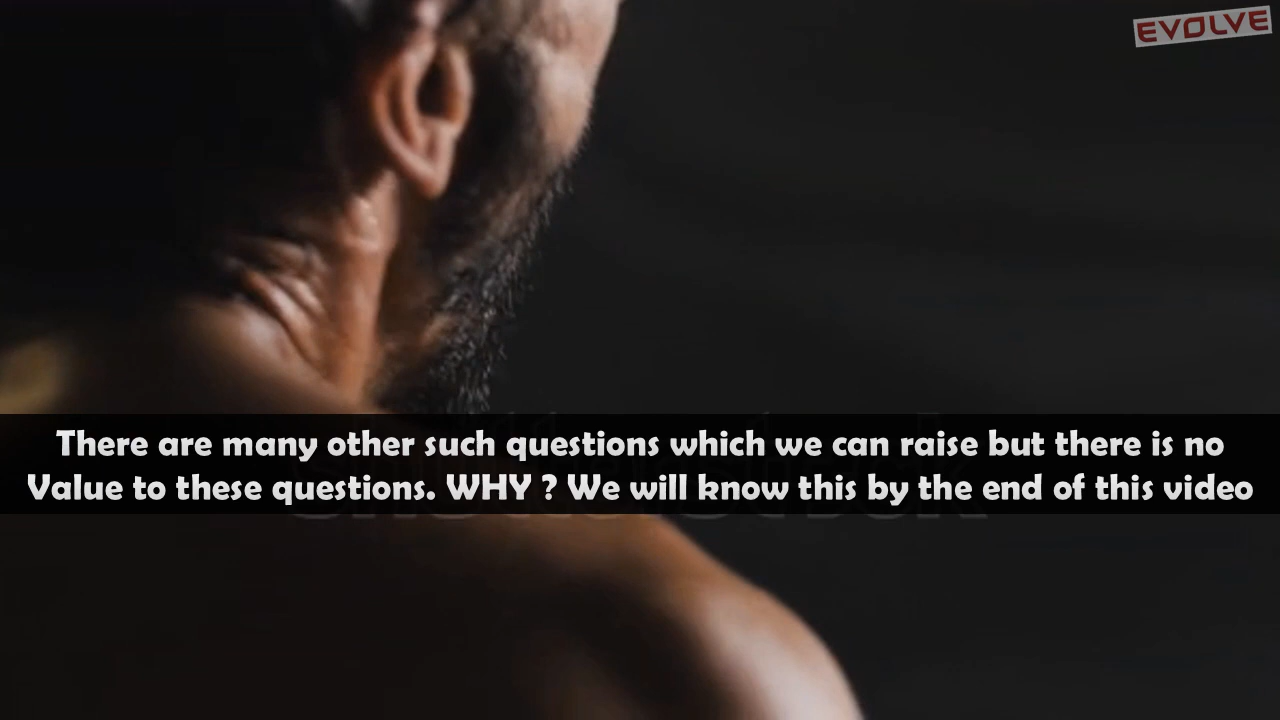 EVOLVE
There are many other such questions which we can raise but there is no
Value to these questions. WHY ? We will know this by the end of this video